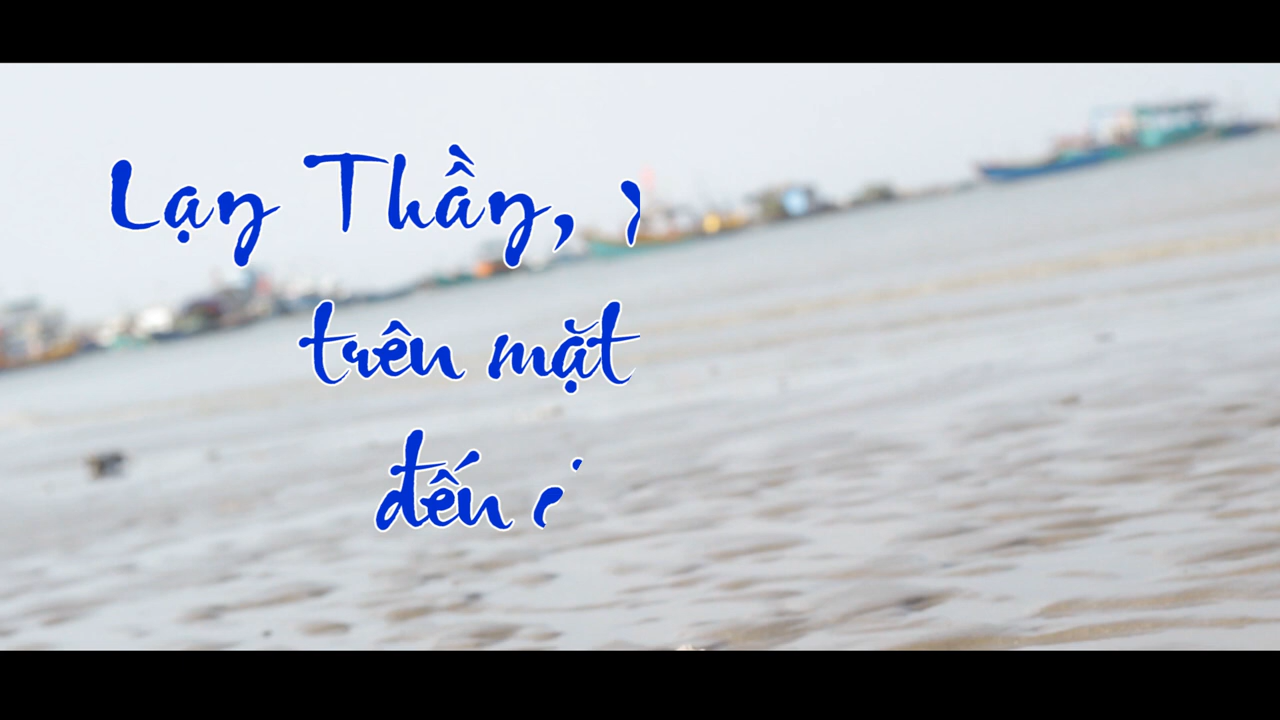 Lạy Thầy,
trên mặt
đến